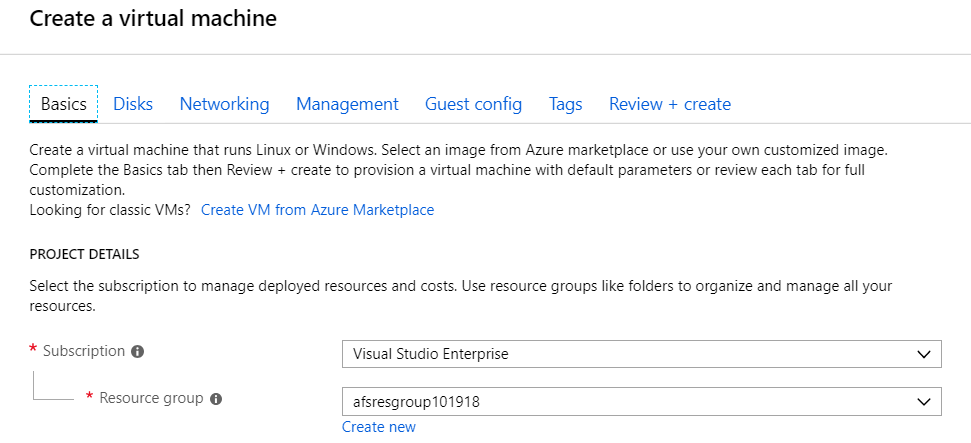 Create a virtual machine
Basics Disks Networking Management Guest config Tags Review + create
Create a virtual machine that runs Linux or Windows. Select an image from Azure marketplace or use your own customized image.
Complete the Basics tab then Review + create to provision a virtual machine with default parameters or review each tab for full
customization.
Looking for classic VMs? Create VM from Azure Marketplace
PROJECT DETAILS
Select the subscription to manage deployed resources and costs. Use resource groups like folders to organize and manage all your
resources.
* Subscription Visual Studio Enterprise
* Resource group afsresgroup101918
Create new